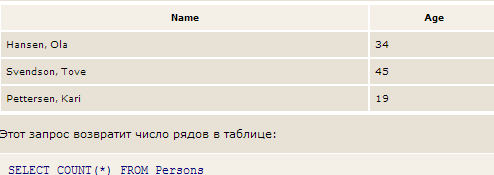 Name Age
Hansen, Ola 34
Svendson, Tove 45
Pettersen, Kari 19
Этот запрос возвратит число рядов в таблице:
SELECT COUNT(*) FROM Persons